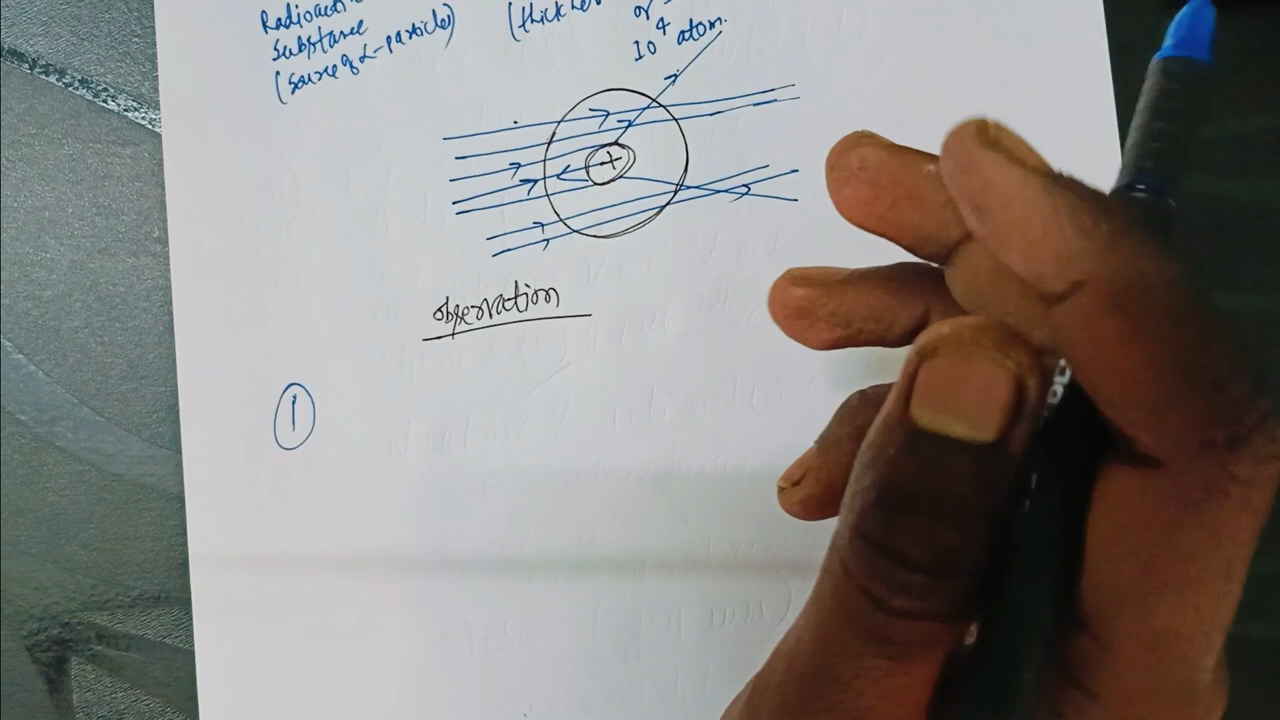 Radioacti
Substance
(Source of α-particle)
(thick
or
10⁴ atom.
+
observation
1